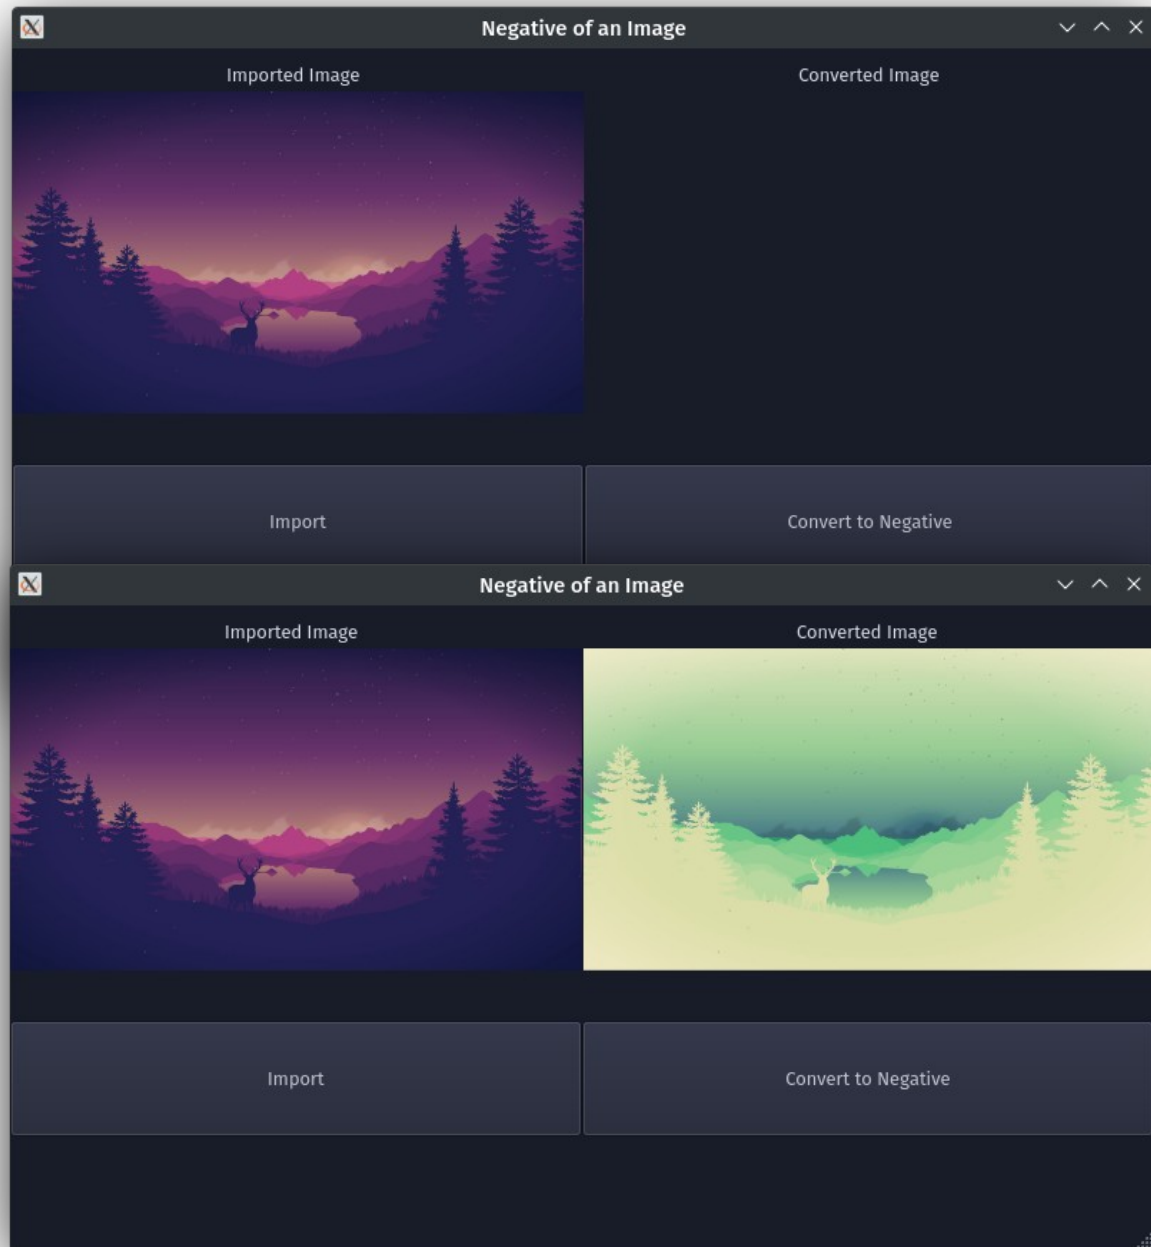 Negative of an Image
Imported Image
Converted Image
Import
Convert to Negative
Negative of an Image
Imported Image
Converted Image
Import
Convert to Negative